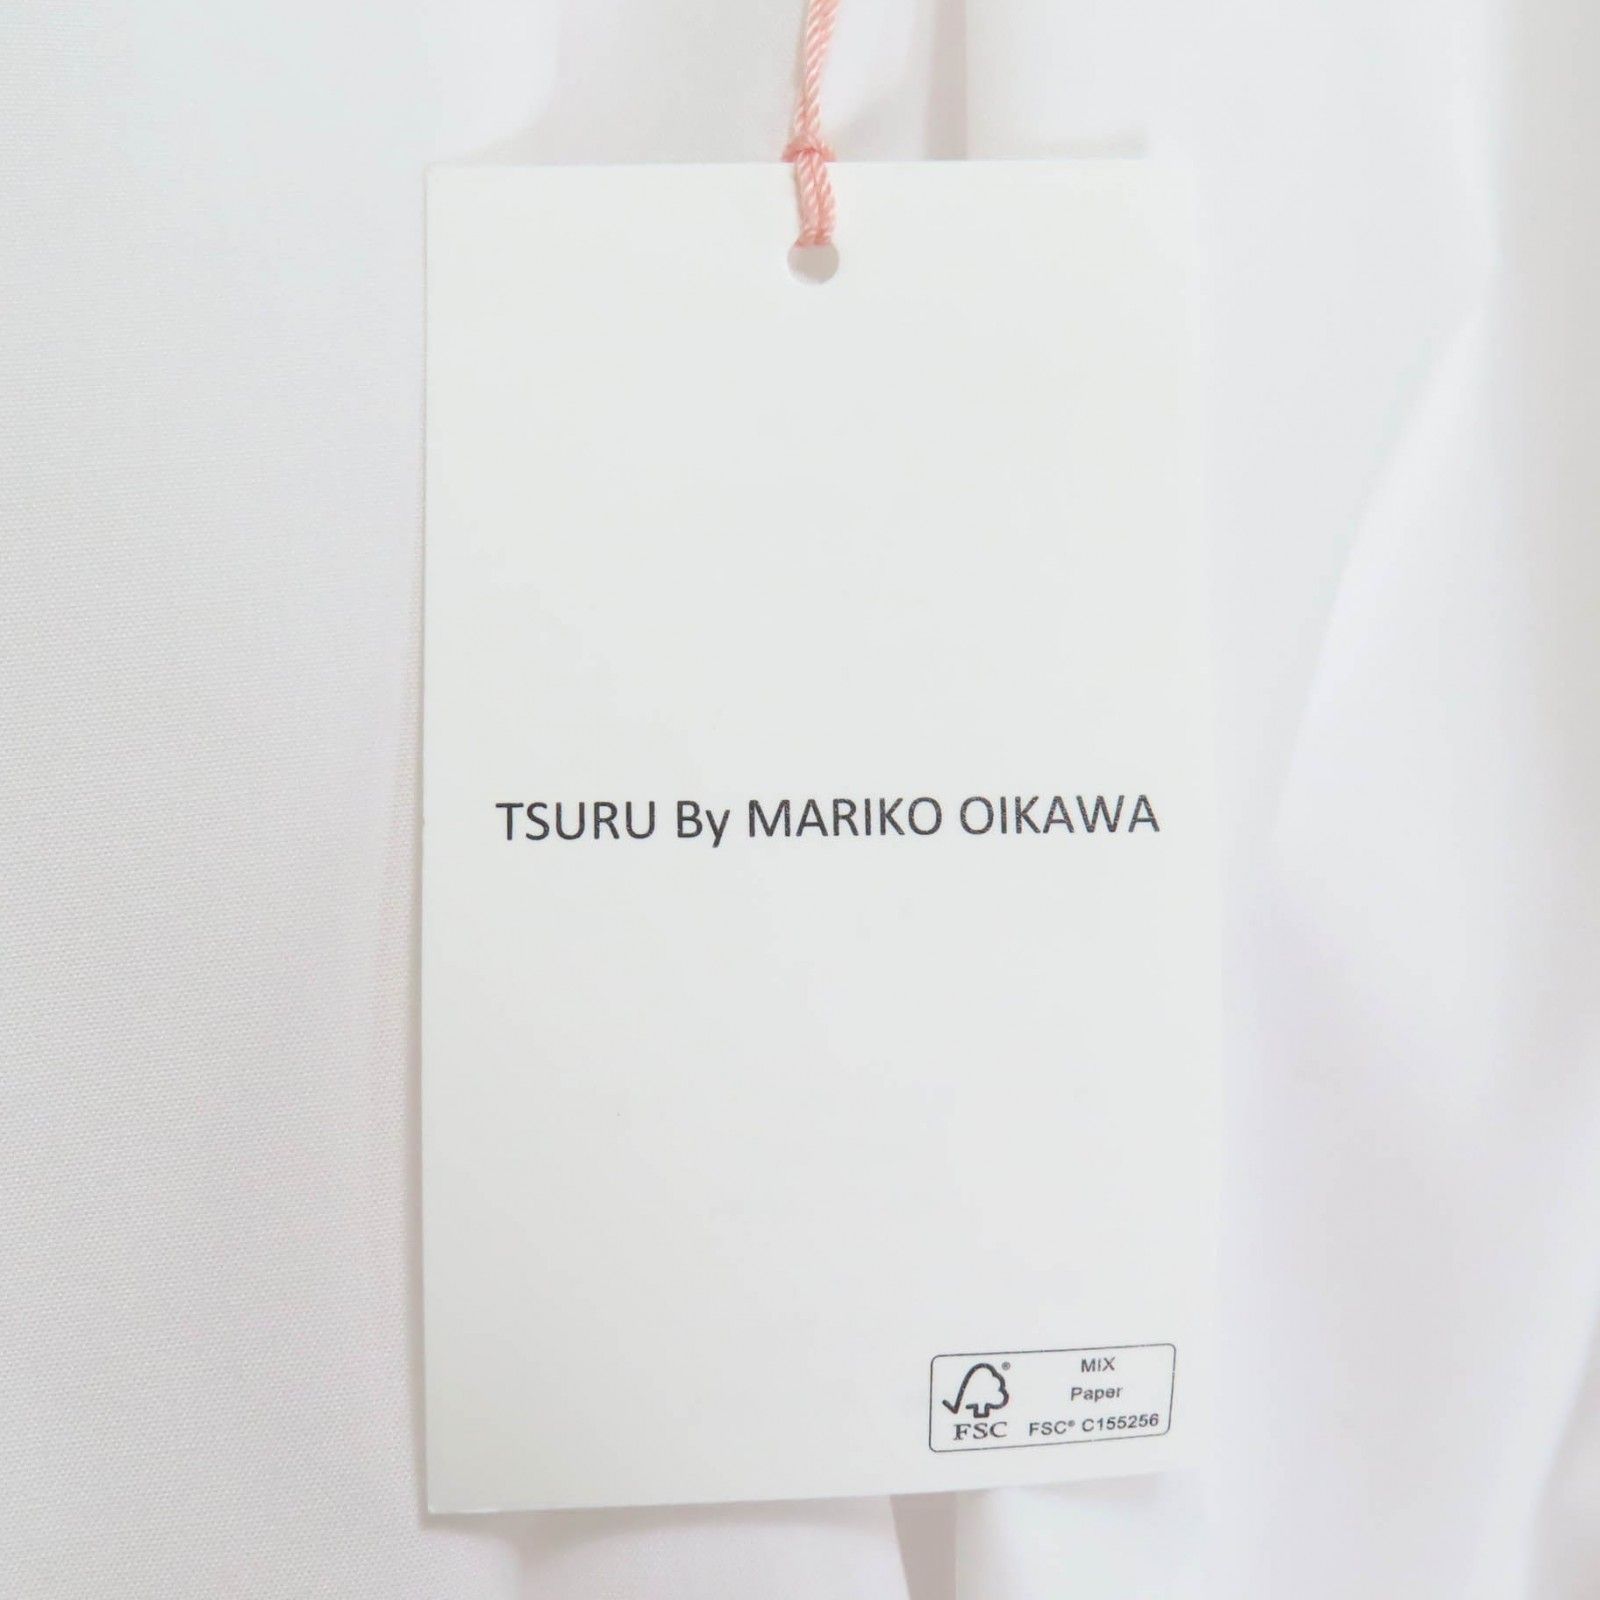 TSURU By MARIKO OIKAWA
MIX
Paper
FSC® C155256
®
FSC